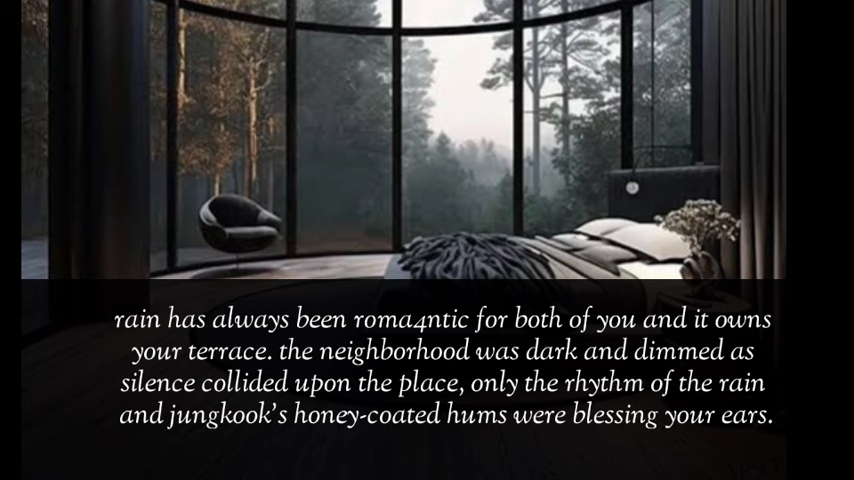 rain has always been roma4ntic for both of you and it owns
your terrace. the neighborhood was dark and dimmed as
silence collided upon the place, only the rhythm of the rain
and jungkook's honey-coated hums were blessing your ears.